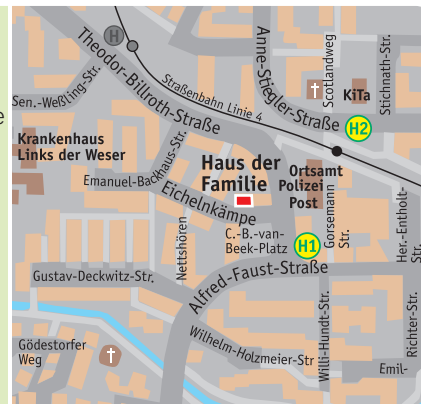 H
Theodor-Billroth-Straße
Straßenbahn Linie 4
Anne-Stiegler-Straße
Scotlandweg
KiTa
Stichnath-Str.
H2
Sen.-Weßling-Str.
e
Krankenhaus
Links der Weser
Emanuel-Backhaus-Str.
Haus der
Familie
Ortsamt
Polizei
Post
Eichelnkämpe
C.-B.-van-
Beek-Platz
H1
Gorsemann
Str.
Her.-Entholt-
Str.
Nettshören
Gustav-Deckwitz-Str.
Alfred-Faust-Straße
Gödestorfer
Weg
Wilhelm-Holzmeier-Str
Willi-Hundt-Str.
Richter-Str.
Emil-